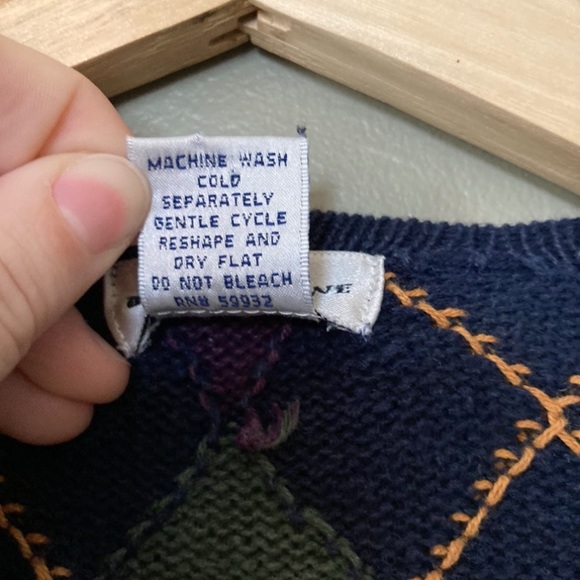 MACHINE WASH
COLD
SEPARATELY
GENTLE CYCLE
RESHAPE AND
DRY FLAT
DO NOT BLEACH
RN# 59932